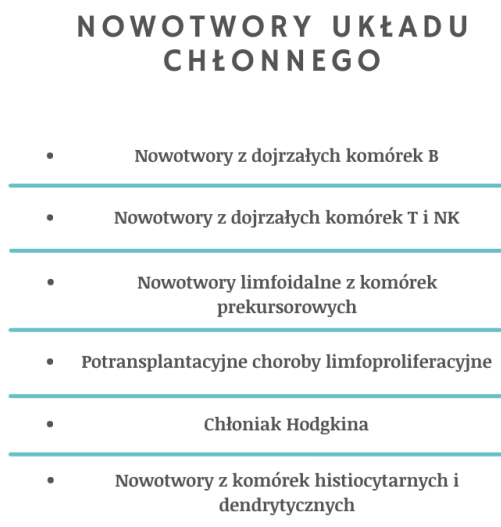 NOWOTWORY UKŁADU
CHŁONNEGO
• Nowotwory z dojrzałych komórek B
• Nowotwory z dojrzałych komórek T i NK
• Nowotwory limfoidalne z komórek
prekursorowych
• Potransplantacyjne choroby limfoproliferacyjne
• Chłoniak Hodgkina
• Nowotwory z komórek histiocytarnych i
dendrytycznych